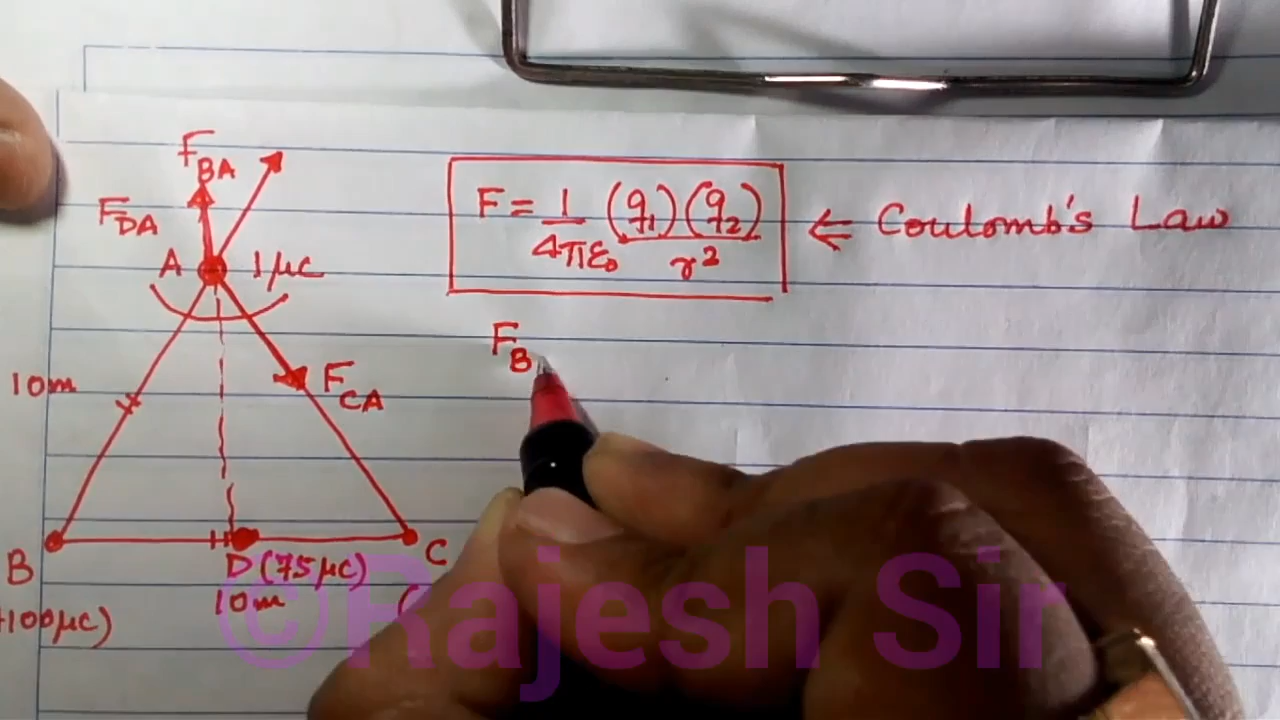 F_BA
F_DA
A 1μC
F = 1/4πε₀ (q₁)(q₂)/r² ← Coulomb's Law
F_B
10m
F_CA
B D (75μC) C
10m (
+100μC)
©Rajesh Sir